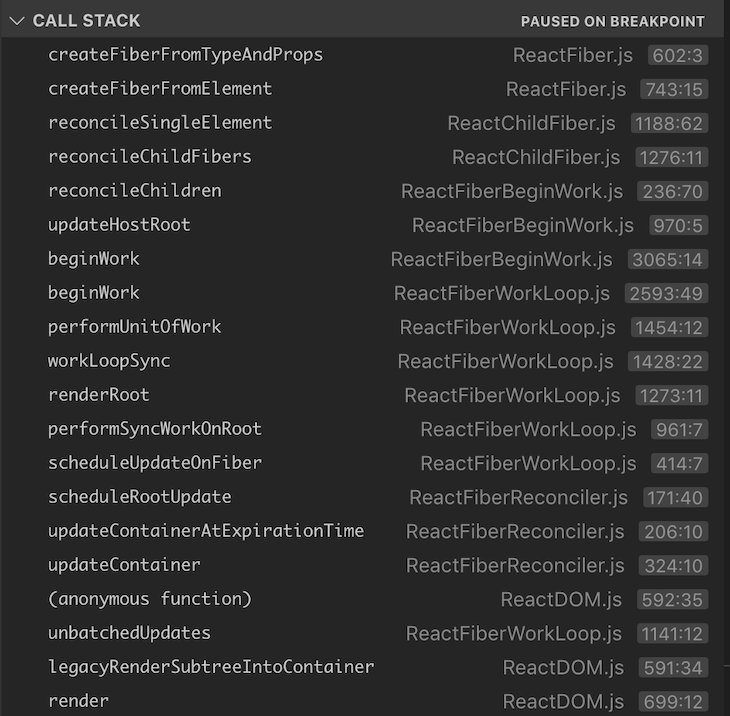 CALL STACK PAUSED ON BREAKPOINT
createFiberFromTypeAndProps ReactFiber.js 602:3
createFiberFromElement ReactFiber.js 743:15
reconcileSingleElement ReactChildFiber.js 1188:62
reconcileChildFibers ReactChildFiber.js 1276:11
reconcileChildren ReactFiberBeginWork.js 236:70
updateHostRoot ReactFiberBeginWork.js 970:5
beginWork ReactFiberBeginWork.js 3065:14
beginWork ReactFiberWorkLoop.js 2593:49
performUnitOfWork ReactFiberWorkLoop.js 1454:12
workLoopSync ReactFiberWorkLoop.js 1428:22
renderRoot ReactFiberWorkLoop.js 1273:11
performSyncWorkOnRoot ReactFiberWorkLoop.js 961:7
scheduleUpdateOnFiber ReactFiberWorkLoop.js 414:7
scheduleRootUpdate ReactFiberReconciler.js 171:40
updateContainerAtExpirationTime ReactFiberReconciler.js 206:10
updateContainer ReactFiberReconciler.js 324:10
(anonymous function) ReactDOM.js 592:35
unbatchedUpdates ReactFiberWorkLoop.js 1141:12
legacyRenderSubtreeIntoContainer ReactDOM.js 591:34
render ReactDOM.js 699:12